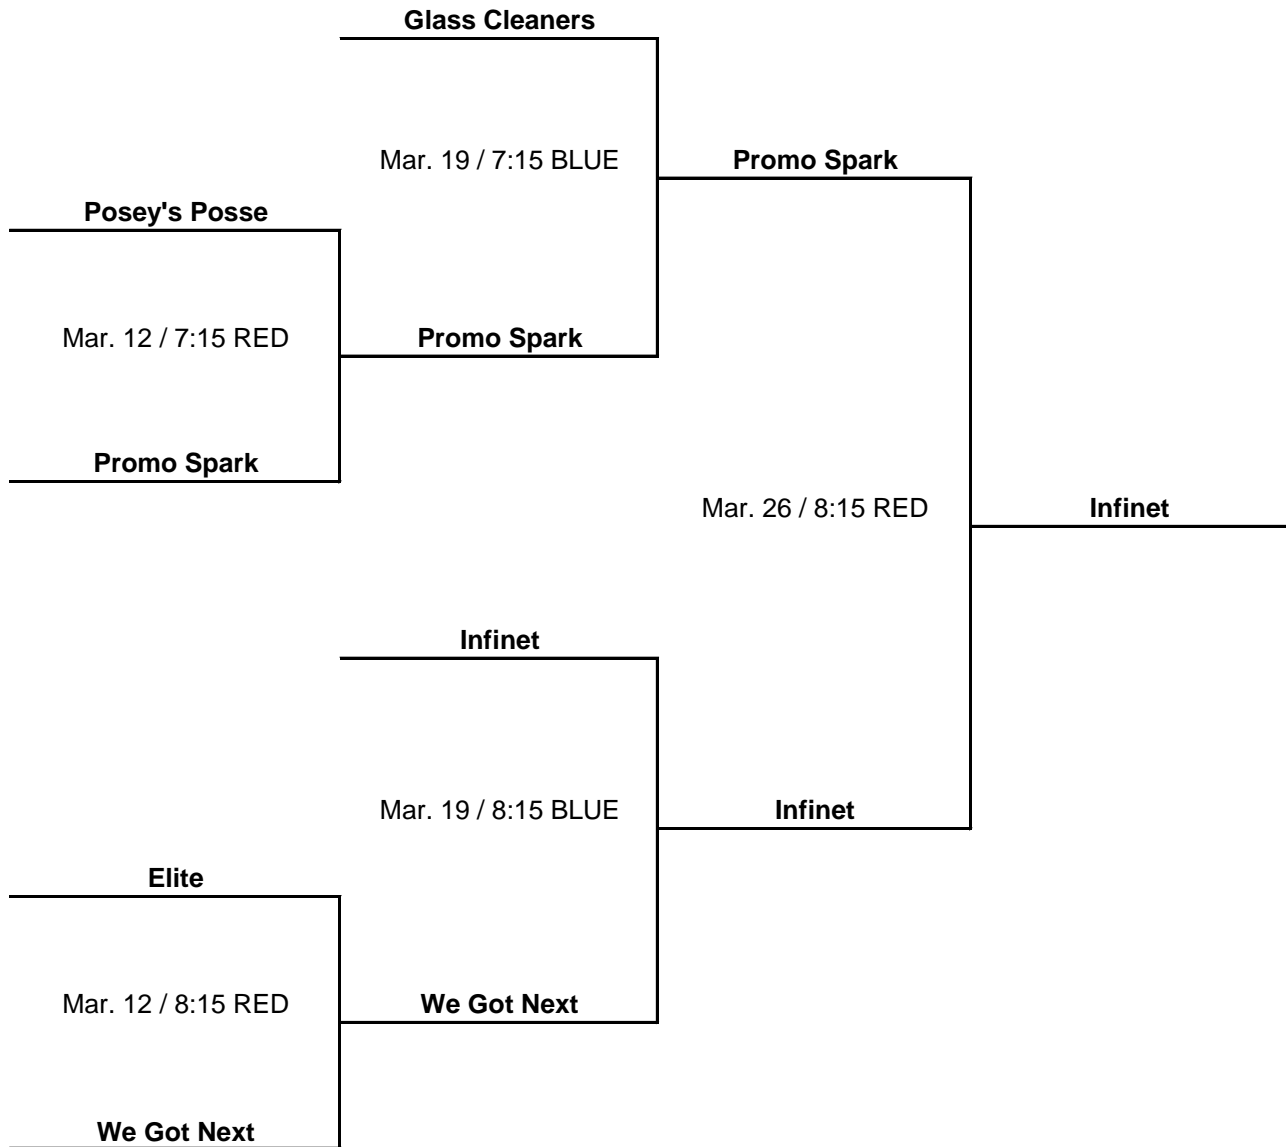 Glass Cleaners
Mar. 19 / 7:15 BLUE
Promo Spark
Posey's Posse
Mar. 12 / 7:15 RED
Promo Spark
Promo Spark
Mar. 26 / 8:15 RED
Infinet
Infinet
Mar. 19 / 8:15 BLUE
Infinet
Elite
Mar. 12 / 8:15 RED
We Got Next
We Got Next